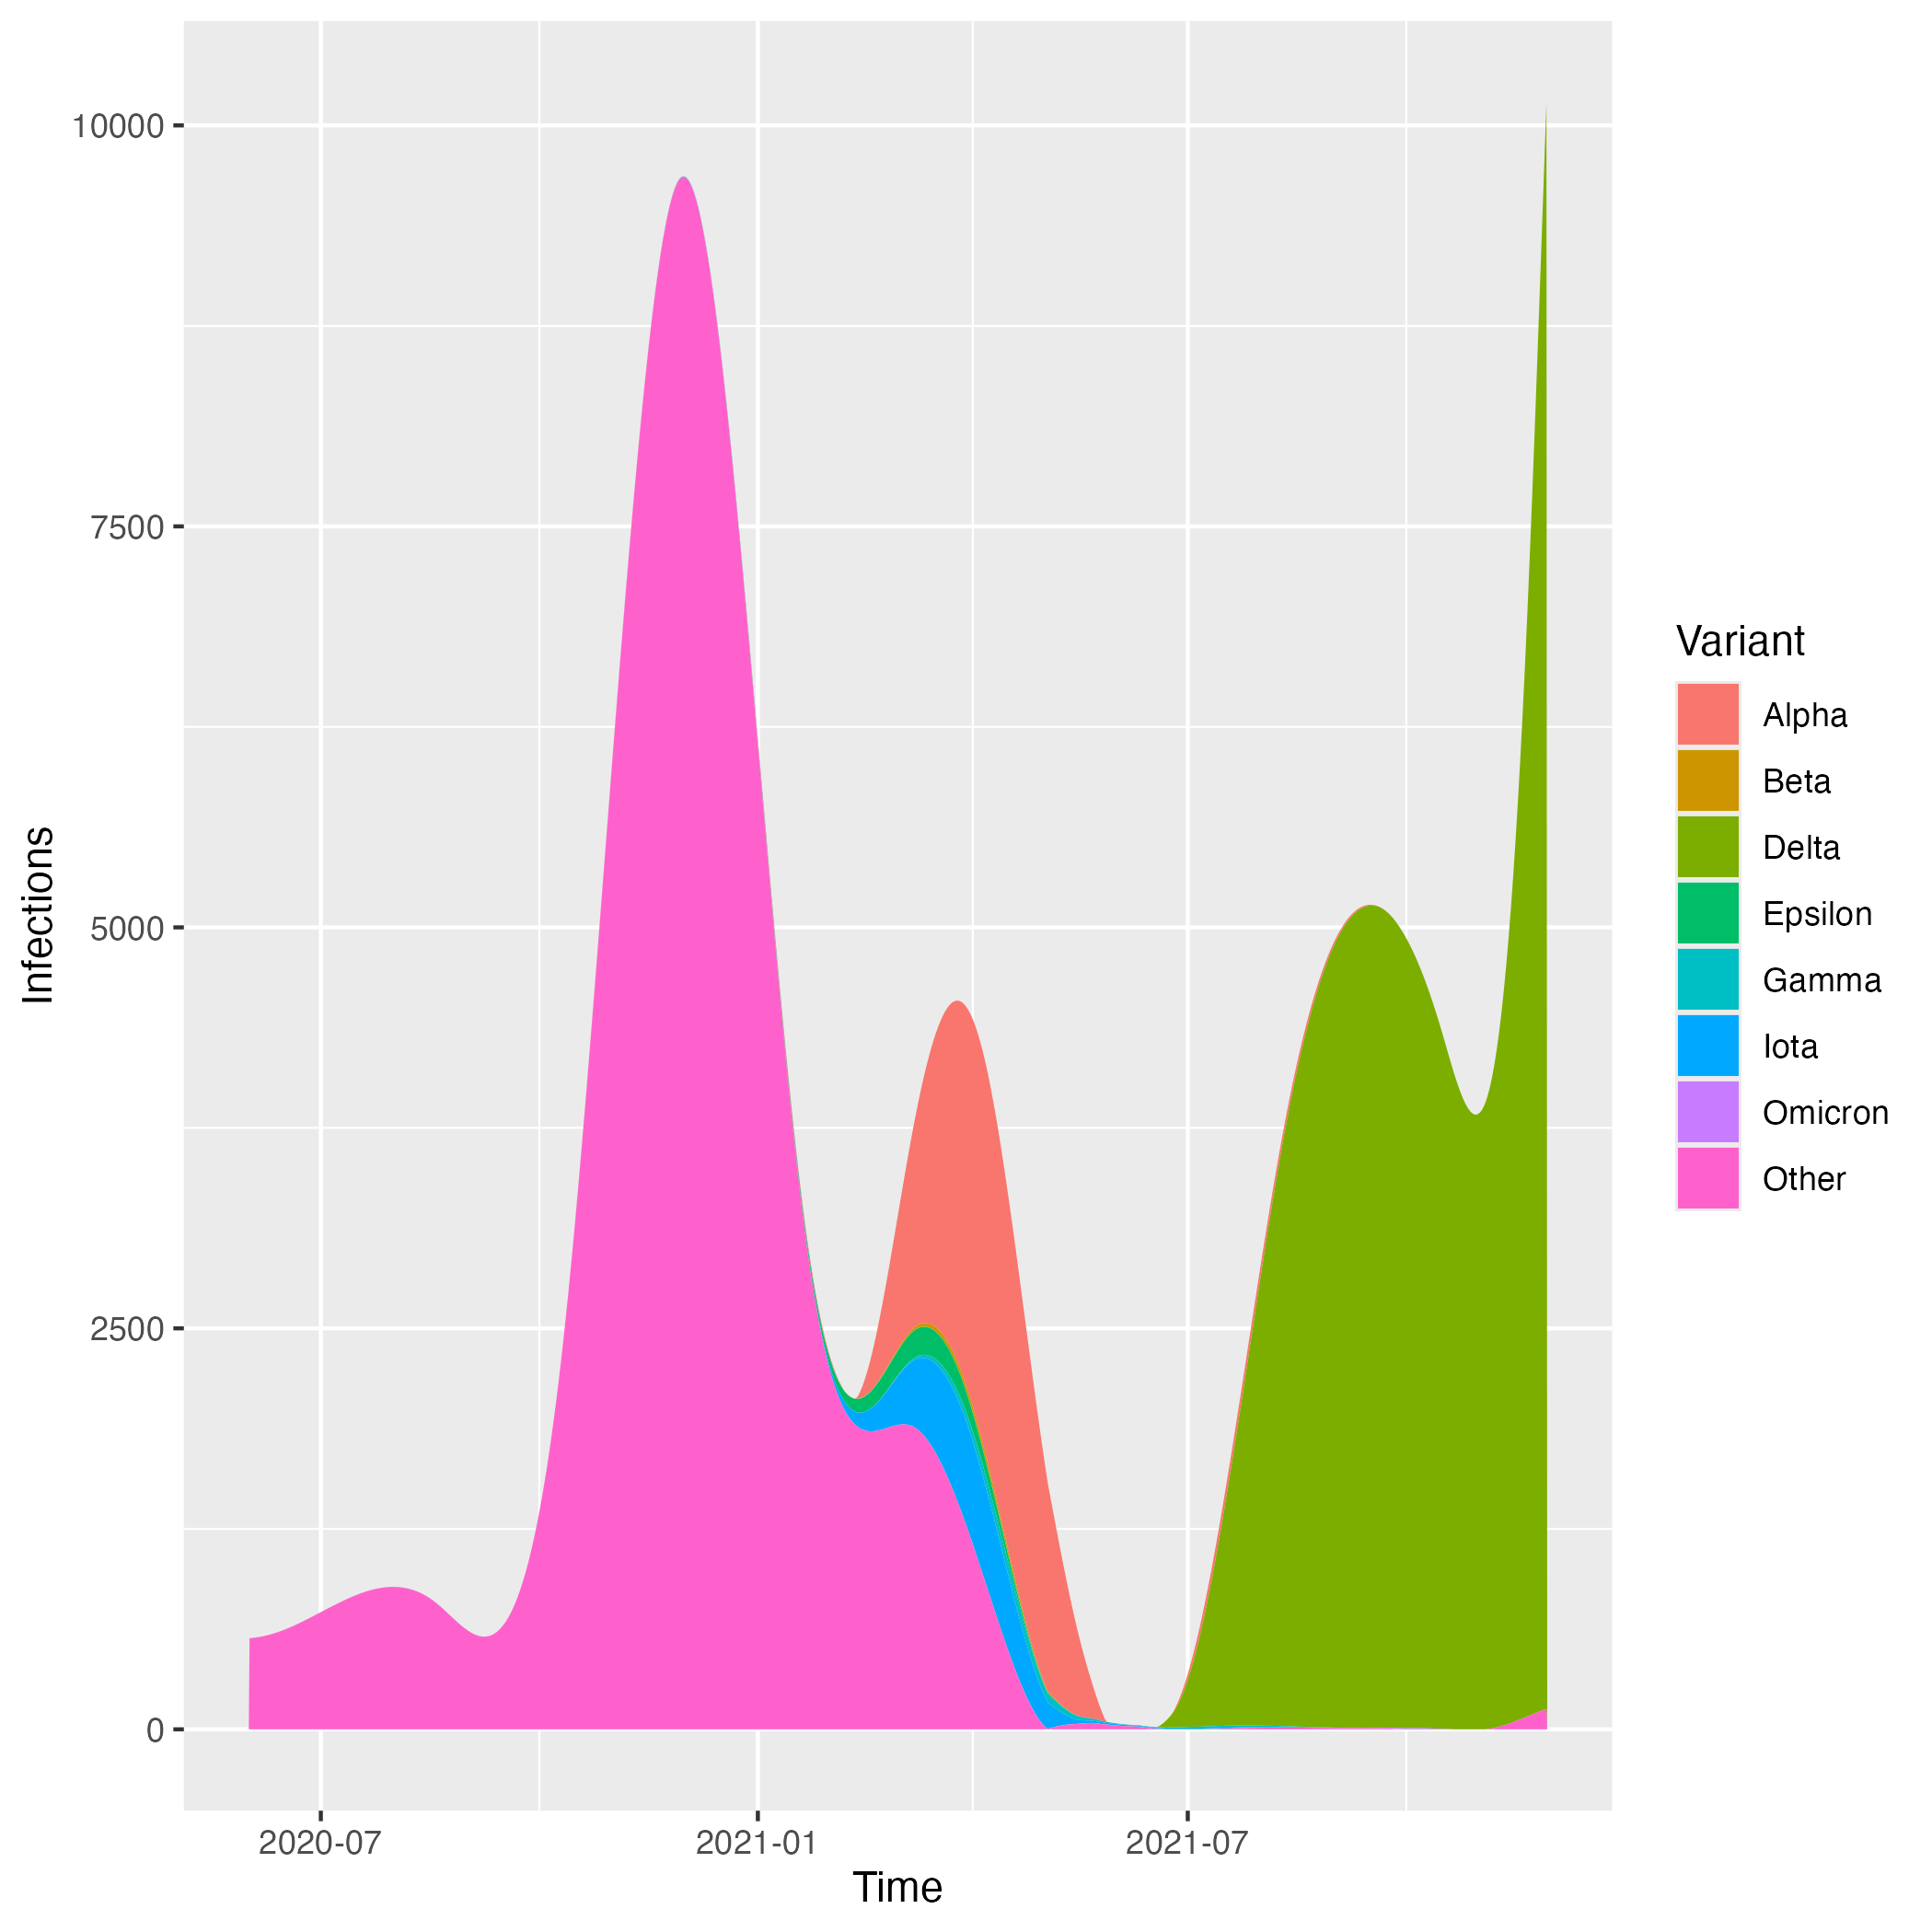 10000
7500
5000
2500
0
Infections
2020-07
2021-01
2021-07
Time
Variant
Alpha
Beta
Delta
Epsilon
Gamma
Iota
Omicron
Other